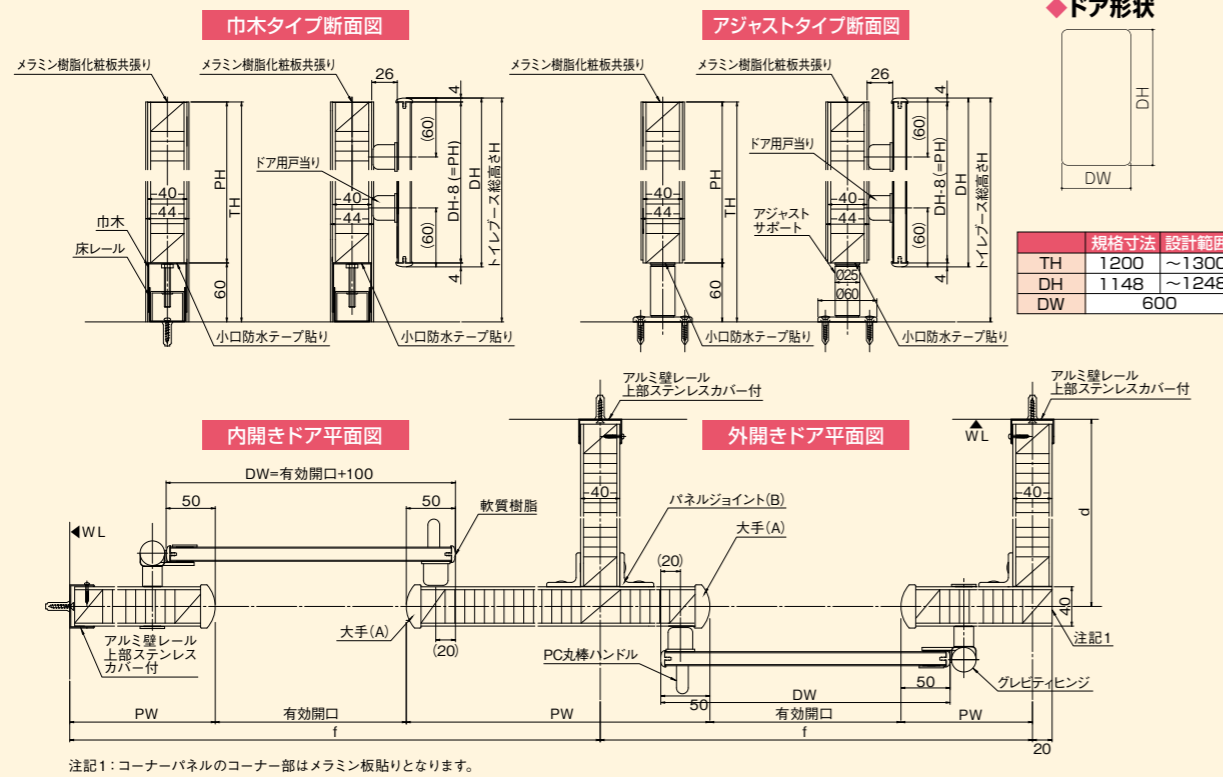 巾木タイプ断面図
アジャストタイプ断面図
◆ドア形状
メラミン樹脂化粧板共張り
メラミン樹脂化粧板共張り
26
4
(60)
ドア用戸当り
PH
TH
40
44
40
44
(60)
DH-8 (=PH)
DH
トイレブース総高さH
巾木
床レール
60
4
小口防水テープ貼り
小口防水テープ貼り
メラミン樹脂化粧板共張り
メラミン樹脂化粧板共張り
26
4
(60)
ドア用戸当り
PH
TH
40
44
40
44
(60)
DH-8 (=PH)
DH
トイレブース総高さH
アジャスト
サポート
Ø25
Ø60
60
4
小口防水テープ貼り
小口防水テープ貼り
DH
DW
規格寸法 設計範囲
TH 1200 ～1300
DH 1148 ～1248
DW 600
内開きドア平面図
外開きドア平面図
アルミ壁レール
上部ステンレスカバー付
アルミ壁レール
上部ステンレスカバー付
WL
DW=有効開口+100
50
50
軟質樹脂
40
パネルジョイント(B)
大手(A)
40
d
WL
(20)
40
アルミ壁レール
上部ステンレス
カバー付
大手(A)
(20)
PC丸棒ハンドル
注記1
グレビティヒンジ
50
50
DW
PW
有効開口
PW
有効開口
PW
f
f
20
注記1：コーナーパネルのコーナー部はメラミン板貼りとなります。